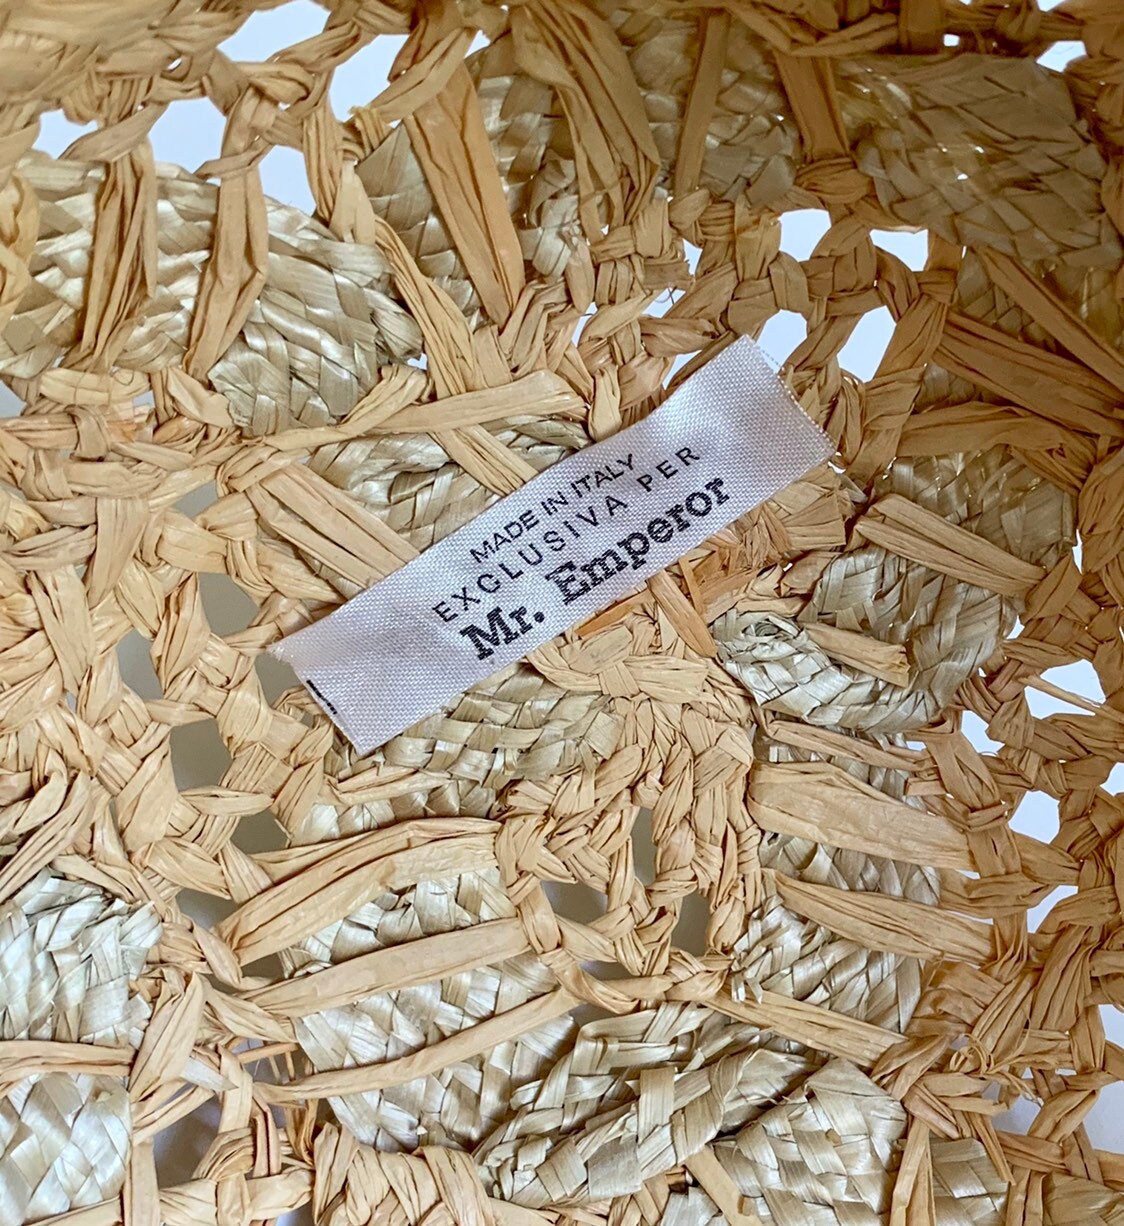 MADE IN ITALY
EXCLUSIVA PER
Mr. Emperor